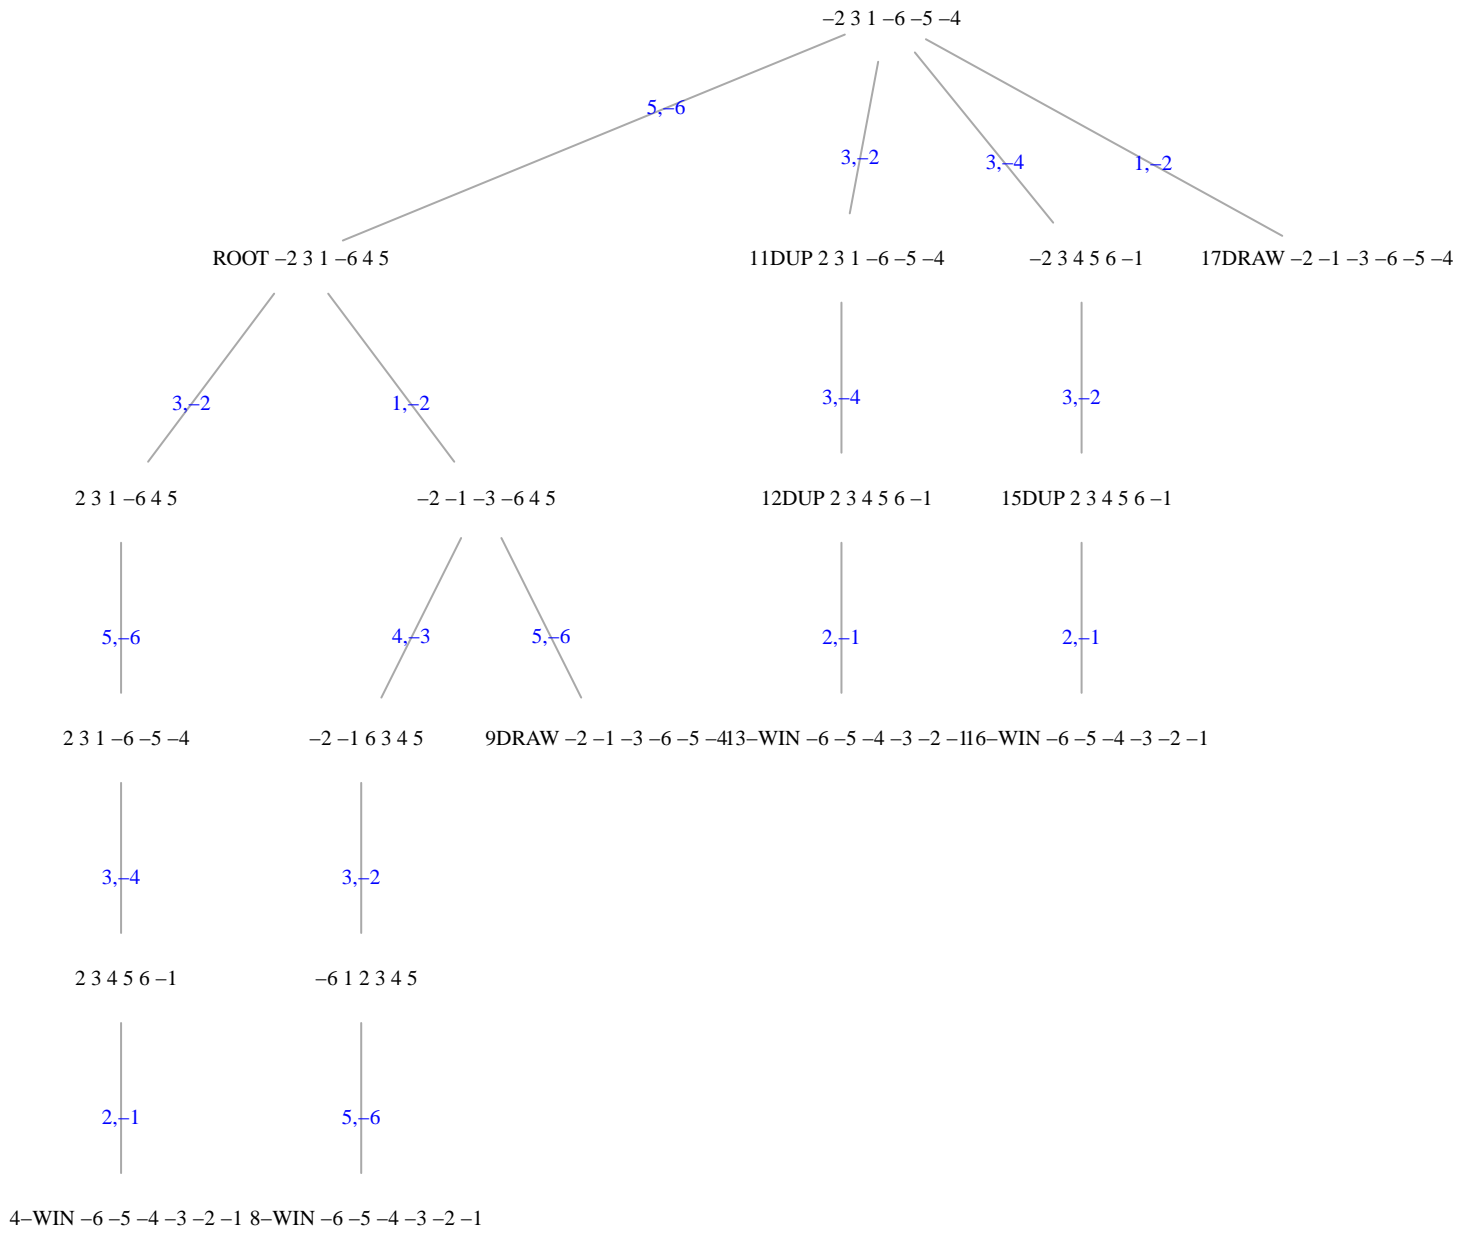 −2 3 1 −6 −5 −4
5,−6
3,−2
3,−4
1,−2
ROOT −2 3 1 −6 4 5
11DUP 2 3 1 −6 −5 −4
−2 3 4 5 6 −1
17DRAW −2 −1 −3 −6 −5 −4
3,−2
1,−2
3,−4
3,−2
2 3 1 −6 4 5
−2 −1 −3 −6 4 5
12DUP 2 3 4 5 6 −1
15DUP 2 3 4 5 6 −1
5,−6
4,−3
5,−6
2,−1
2,−1
2 3 1 −6 −5 −4
−2 −1 6 3 4 5
9DRAW −2 −1 −3 −6 −5 −4
13−WIN −6 −5 −4 −3 −2 −1
16−WIN −6 −5 −4 −3 −2 −1
3,−4
3,−2
2 3 4 5 6 −1
−6 1 2 3 4 5
2,−1
5,−6
4−WIN −6 −5 −4 −3 −2 −1
8−WIN −6 −5 −4 −3 −2 −1